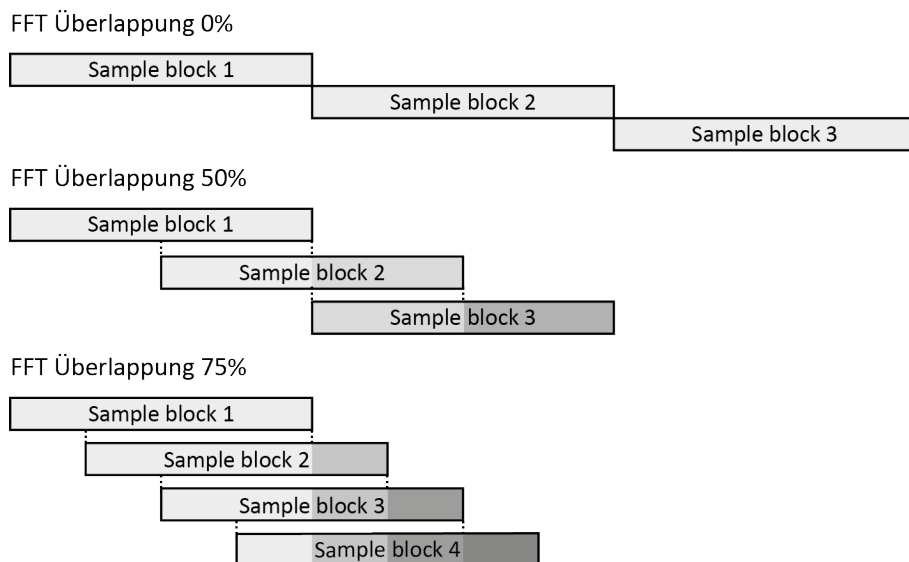 FFT Überlappung 0%
Sample block 1
Sample block 2
Sample block 3
FFT Überlappung 50%
Sample block 1
Sample block 2
Sample block 3
FFT Überlappung 75%
Sample block 1
Sample block 2
Sample block 3
Sample block 4